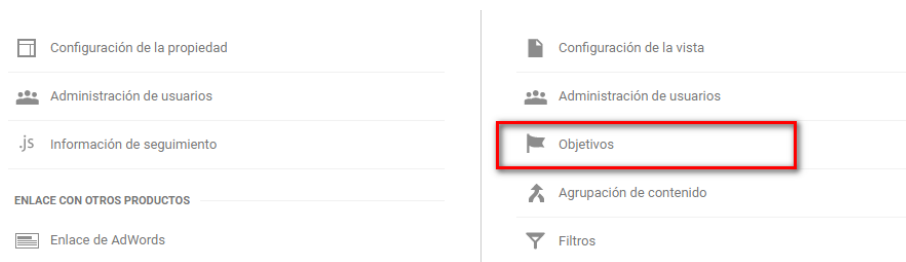 Configuración de la propiedad
Administración de usuarios
.js Información de seguimiento
ENLACE CON OTROS PRODUCTOS
Enlace de AdWords
Configuración de la vista
Administración de usuarios
Objetivos
Agrupación de contenido
Filtros